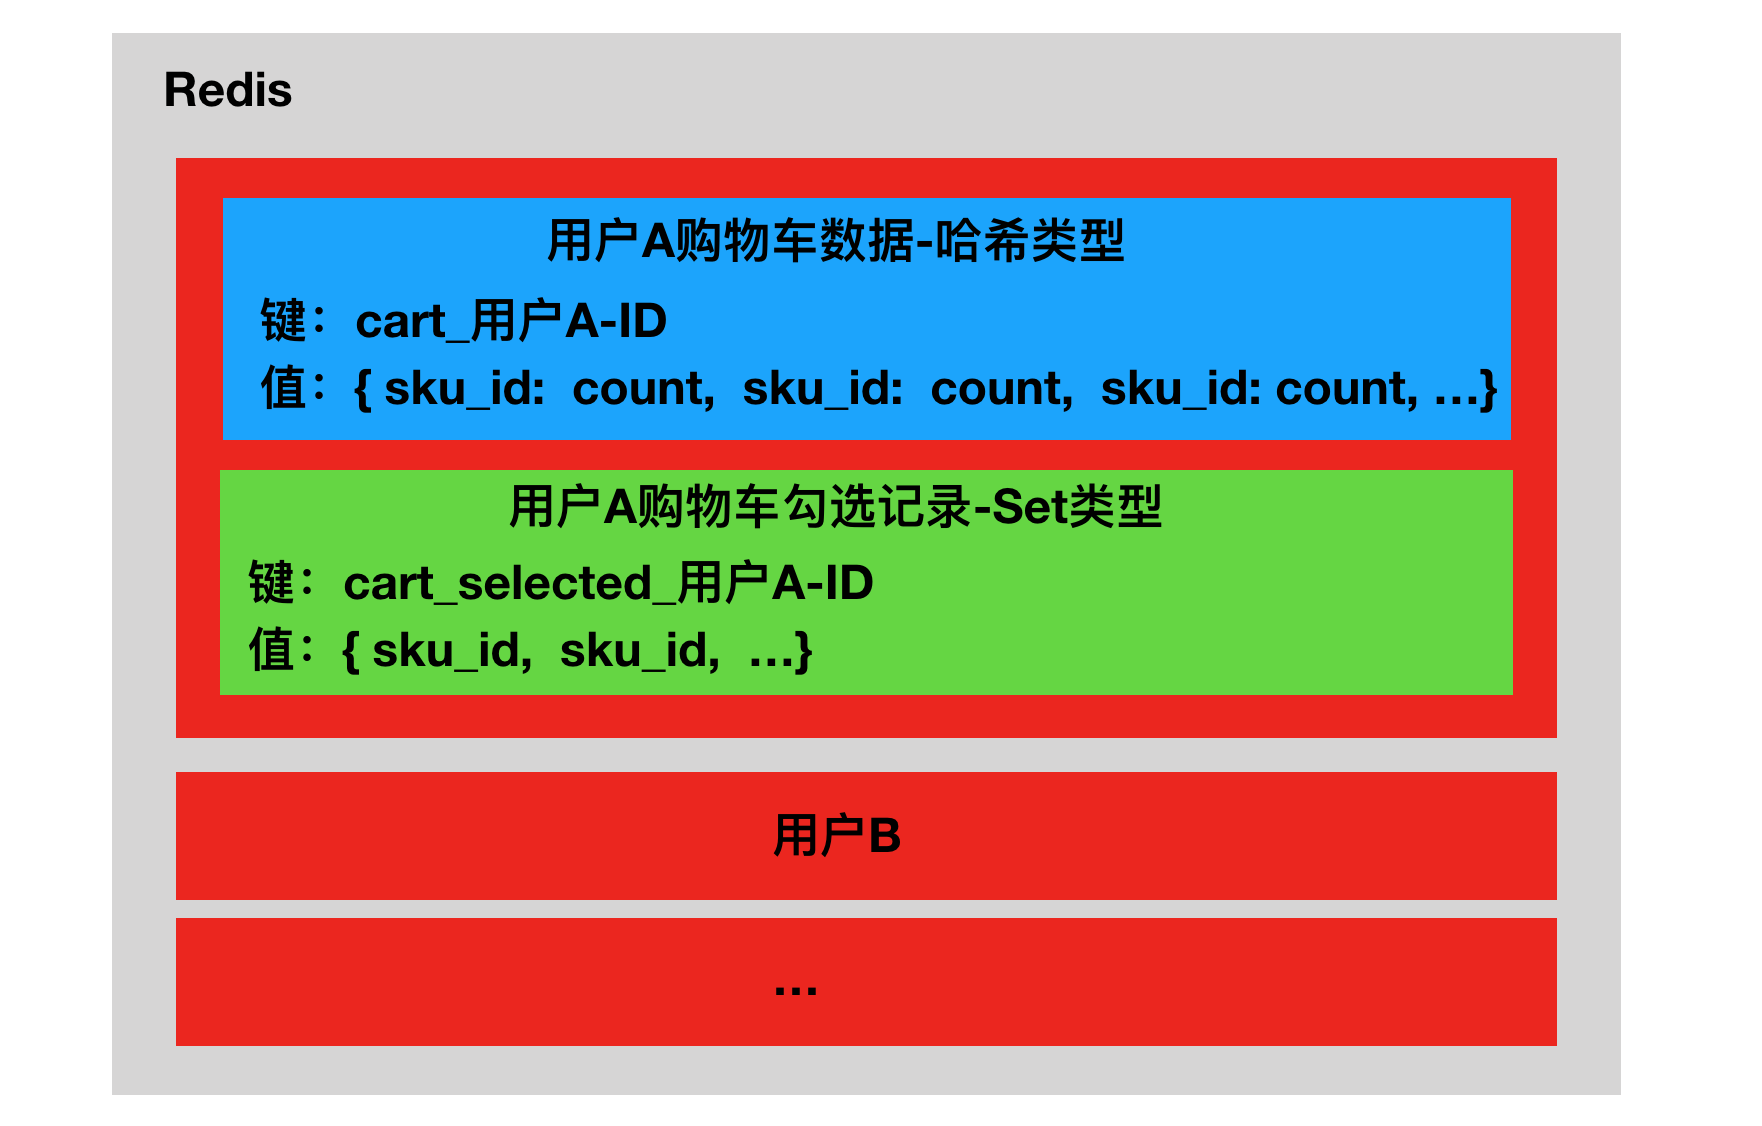 Redis
用户A购物车数据-哈希类型
键：cart_用户A-ID
值：{ sku_id:  count,  sku_id:  count,  sku_id: count, ...}
用户A购物车勾选记录-Set类型
键：cart_selected_用户A-ID
值：{ sku_id,  sku_id,  ...}
用户B
...